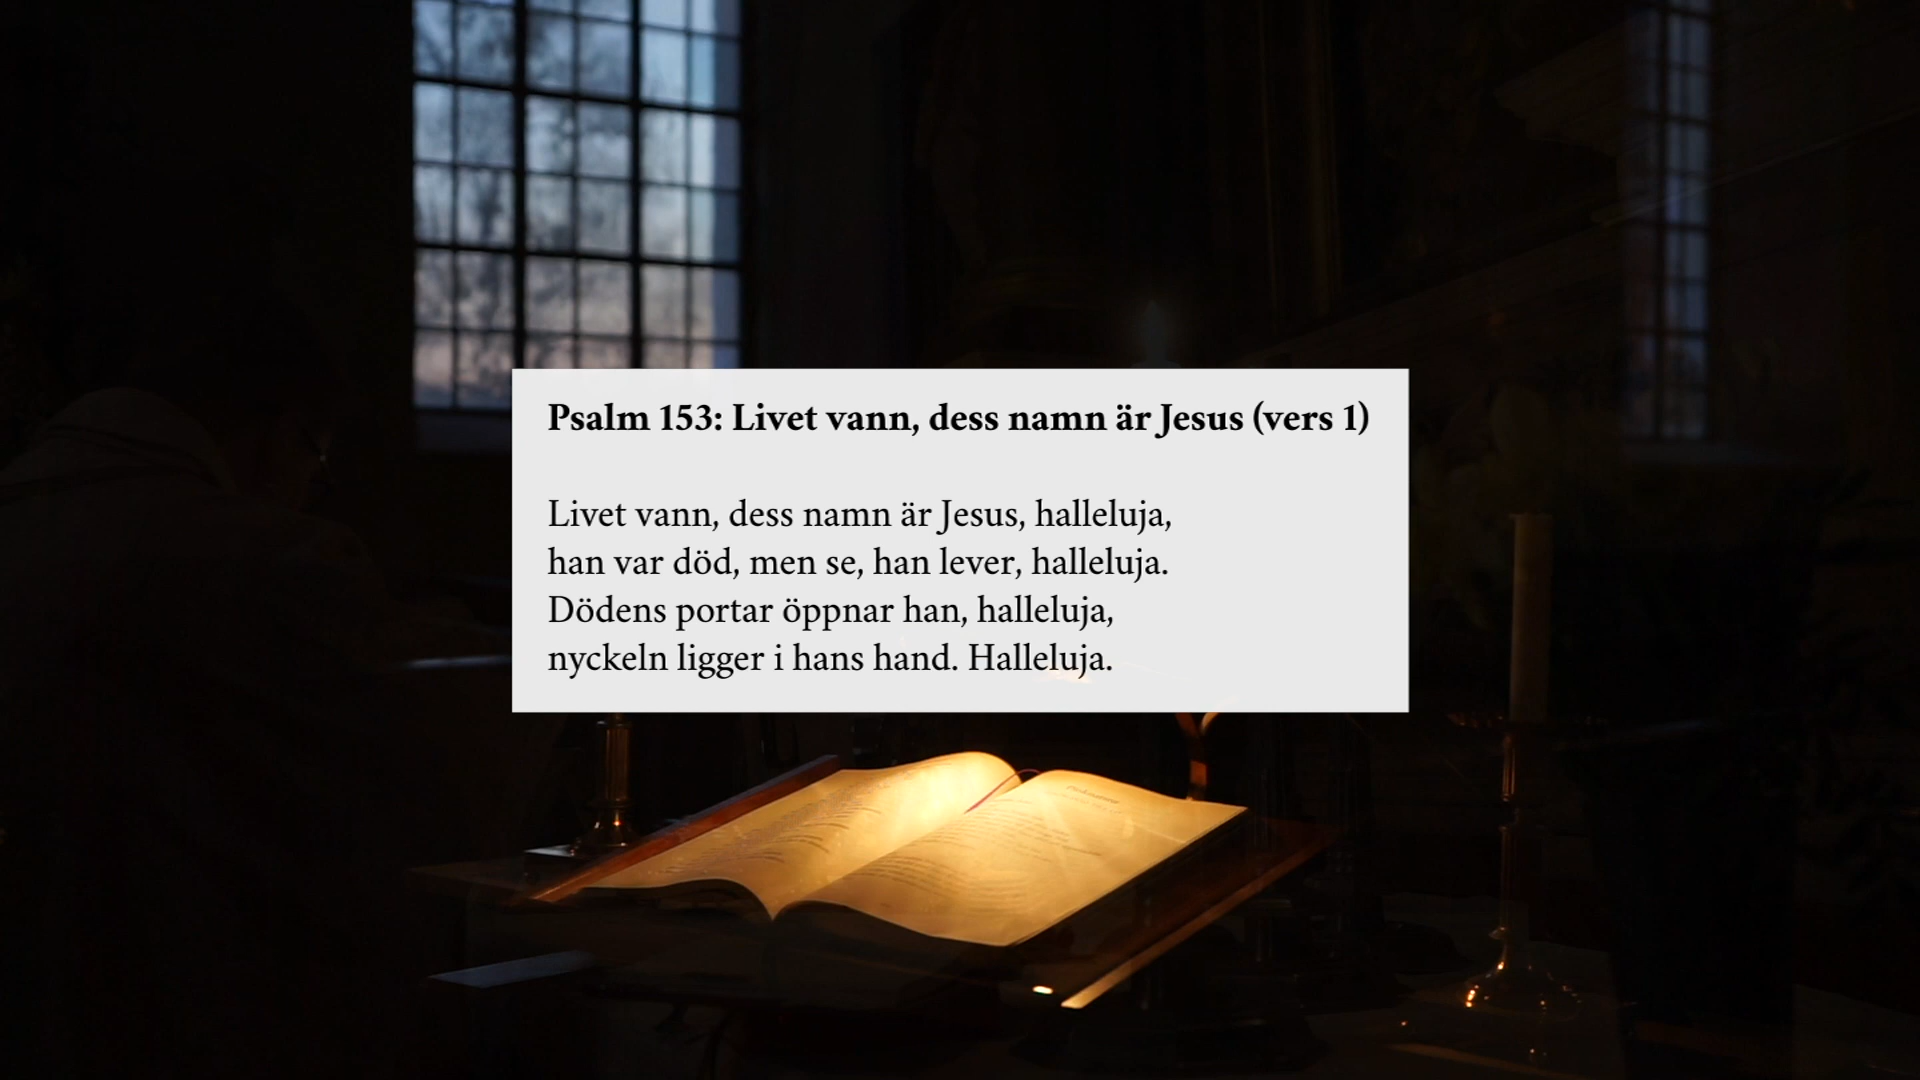 Psalm 153: Livet vann, dess namn är Jesus (vers 1)
Livet vann, dess namn är Jesus, halleluja,
han var död, men se, han lever, halleluja.
Dödens portar öppnar han, halleluja,
nyckeln ligger i hans hand. Halleluja.